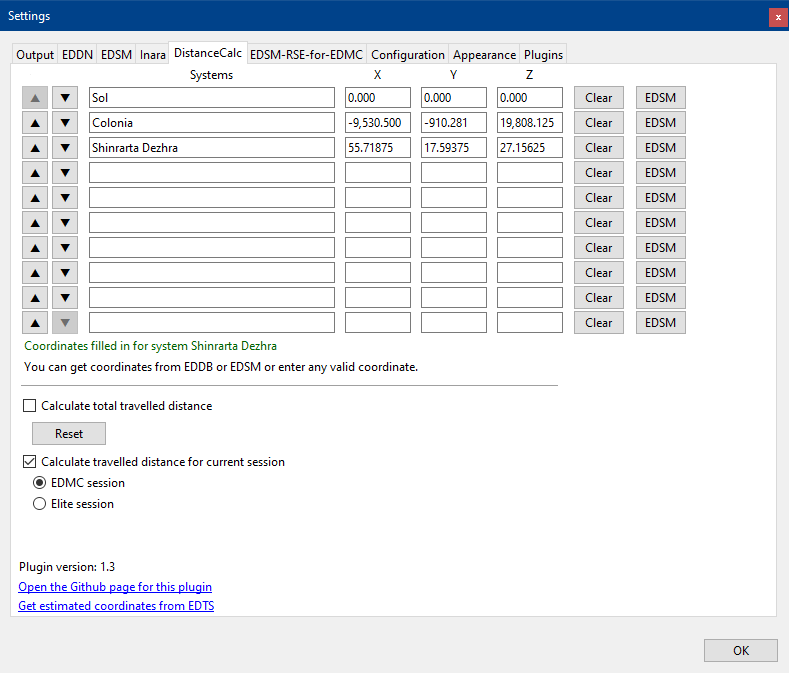 Settings x
Output EDDN EDSM Inara DistanceCalc EDSM-RSE-for-EDMC Configuration Appearance Plugins
Systems X Y Z
▲ ▼ Sol 0.000 0.000 0.000 Clear EDSM
▲ ▼ Colonia -9,530.500 -910.281 19,808.125 Clear EDSM
▲ ▼ Shinrarta Dezhra 55.71875 17.59375 27.15625 Clear EDSM
▲ ▼ Clear EDSM
▲ ▼ Clear EDSM
▲ ▼ Clear EDSM
▲ ▼ Clear EDSM
▲ ▼ Clear EDSM
▲ ▼ Clear EDSM
▲ ▼ Clear EDSM
Coordinates filled in for system Shinrarta Dezhra
You can get coordinates from EDDB or EDSM or enter any valid coordinate.
Calculate total travelled distance
Reset
Calculate travelled distance for current session
EDMC session
Elite session
Plugin version: 1.3
Open the Github page for this plugin
Get estimated coordinates from EDTS
OK